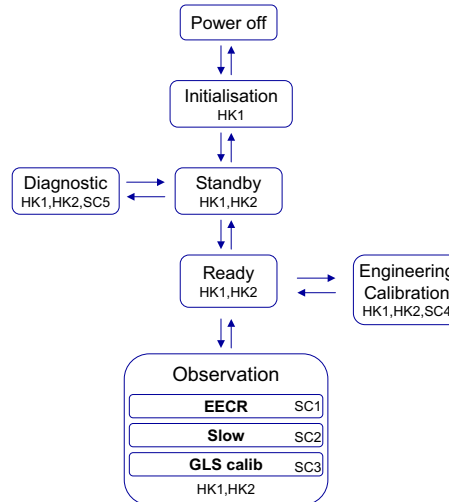 Power off
Initialisation
HK1
Diagnostic
HK1,HK2,SC5
Standby
HK1,HK2
Ready
HK1,HK2
Engineering
Calibration
HK1,HK2,SC4
Observation
EECR SC1
Slow SC2
GLS calib SC3
HK1,HK2